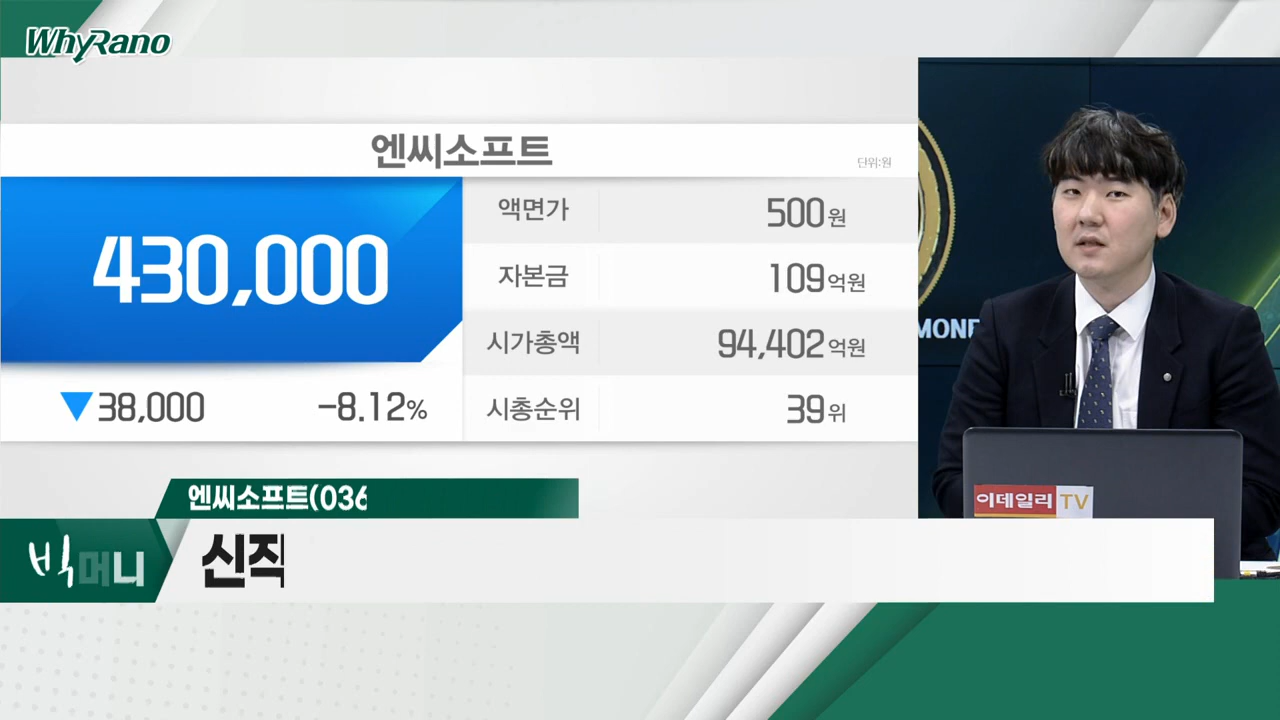 WhyRano
엔씨소프트
단위:원
430,000
▼38,000 -8.12%
액면가 500원
자본금 109억원
시가총액 94,402억원
시총순위 39위
MONE
이데일리 TV
엔씨소프트(036
빅머니
신직